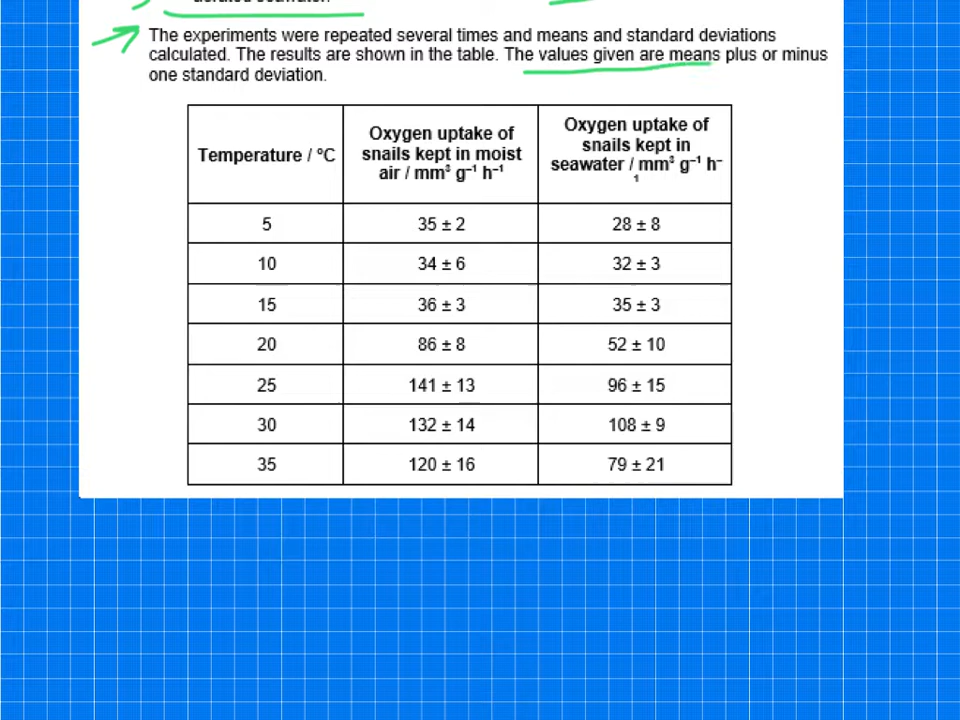 aerated seawater.
The experiments were repeated several times and means and standard deviations
calculated. The results are shown in the table. The values given are means plus or minus
one standard deviation.
Temperature / °C
Oxygen uptake of
snails kept in moist
air / mm³ g⁻¹ h⁻¹
Oxygen uptake of
snails kept in
seawater / mm³ g⁻¹ h⁻
¹
5 35 ± 2 28 ± 8
10 34 ± 6 32 ± 3
15 36 ± 3 35 ± 3
20 86 ± 8 52 ± 10
25 141 ± 13 96 ± 15
30 132 ± 14 108 ± 9
35 120 ± 16 79 ± 21